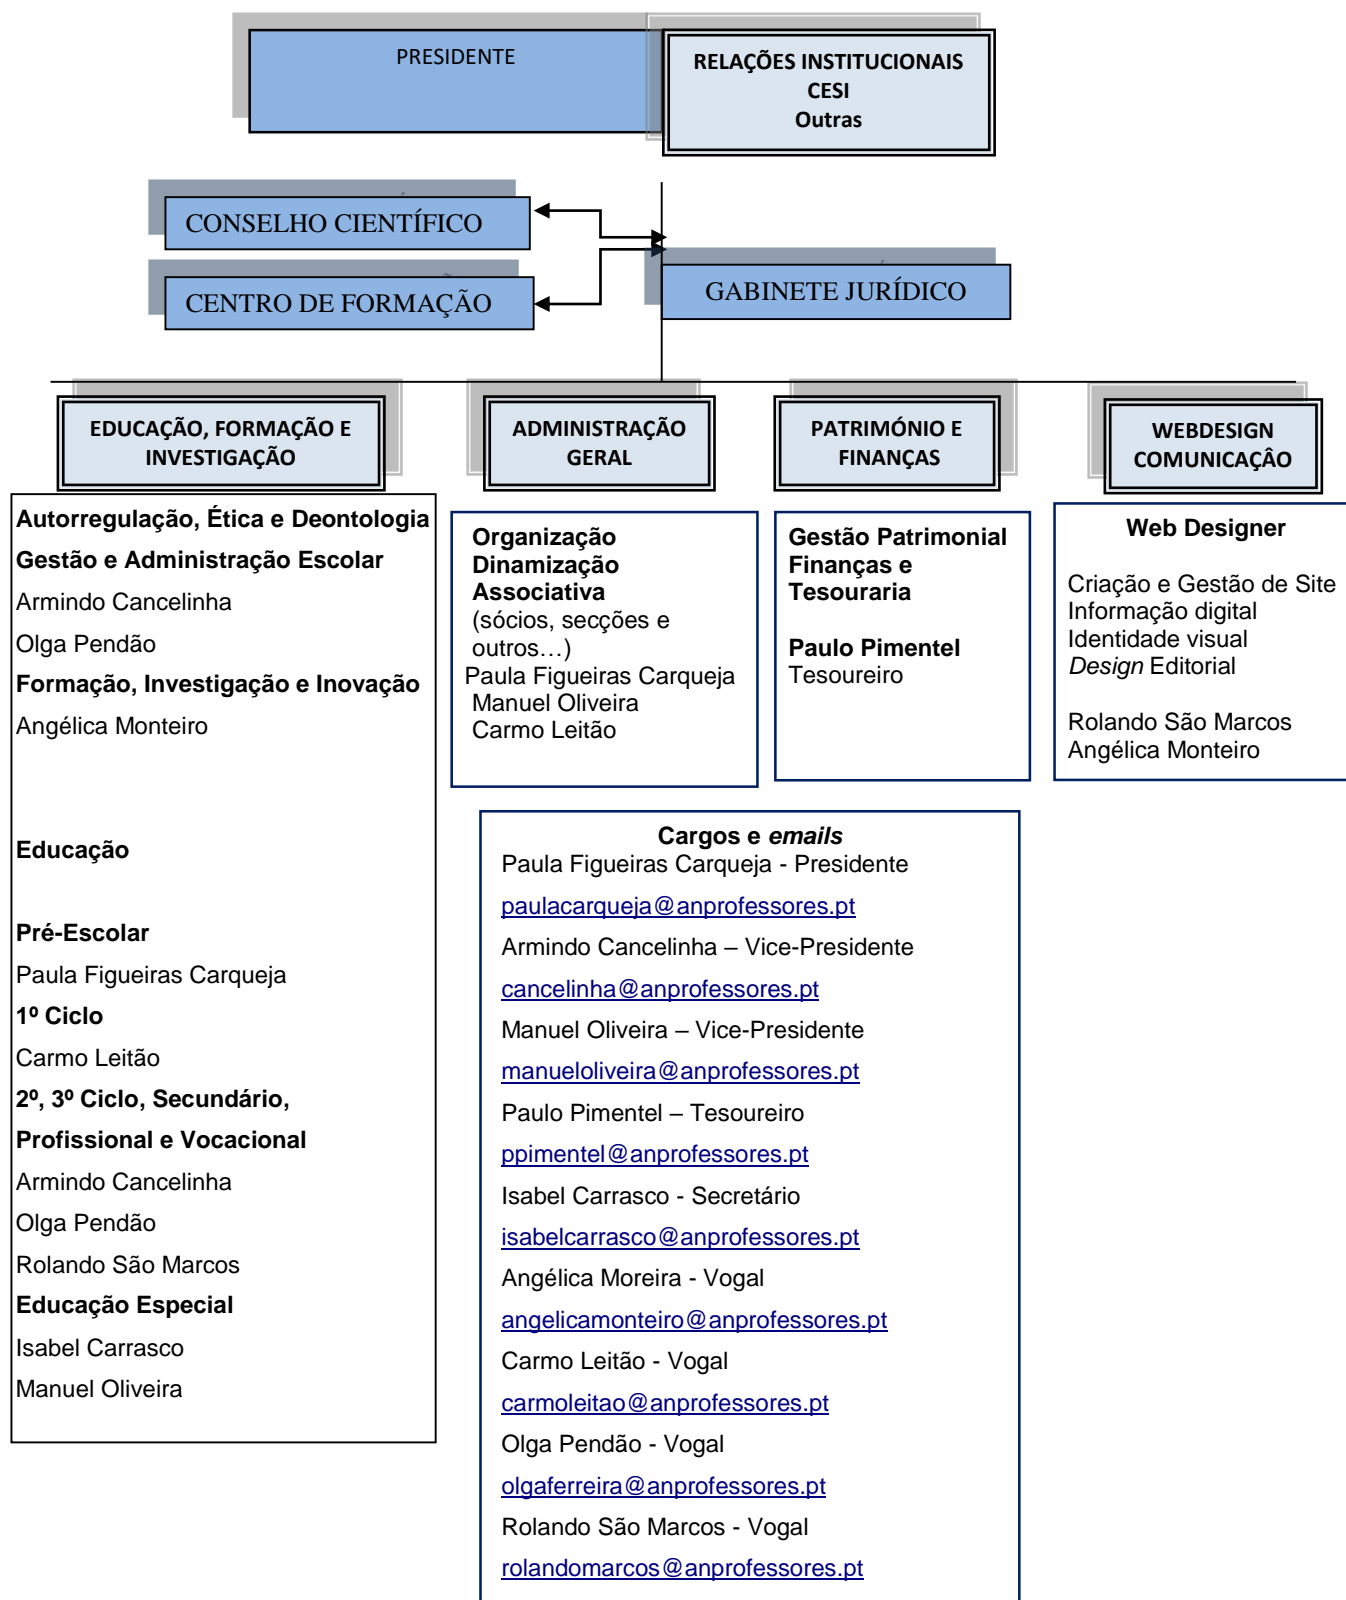 PRESIDENTE
RELAÇÕES INSTITUCIONAIS
CESI
Outras
CONSELHO CIENTÍFICO
CENTRO DE FORMAÇÃO
GABINETE JURÍDICO
EDUCAÇÃO, FORMAÇÃO E
INVESTIGAÇÃO
ADMINISTRAÇÃO
GERAL
PATRIMÓNIO E
FINANÇAS
WEBDESIGN
COMUNICAÇÂO
Autorregulação, Ética e Deontologia
Gestão e Administração Escolar
Armindo Cancelinha
Olga Pendão
Formação, Investigação e Inovação
Angélica Monteiro
Educação
Pré-Escolar
Paula Figueiras Carqueja
1º Ciclo
Carmo Leitão
2º, 3º Ciclo, Secundário,
Profissional e Vocacional
Armindo Cancelinha
Olga Pendão
Rolando São Marcos
Educação Especial
Isabel Carrasco
Manuel Oliveira
Organização
Dinamização
Associativa
(sócios, secções e
outros…)
Paula Figueiras Carqueja
Manuel Oliveira
Carmo Leitão
Gestão Patrimonial
Finanças e
Tesouraria
Paulo Pimentel
Tesoureiro
Web Designer
Criação e Gestão de Site
Informação digital
Identidade visual
Design Editorial
Rolando São Marcos
Angélica Monteiro
Cargos e emails
Paula Figueiras Carqueja - Presidente
paulacarqueja@anprofessores.pt
Armindo Cancelinha – Vice-Presidente
cancelinha@anprofessores.pt
Manuel Oliveira – Vice-Presidente
manueloliveira@anprofessores.pt
Paulo Pimentel – Tesoureiro
ppimentel@anprofessores.pt
Isabel Carrasco - Secretário
isabelcarrasco@anprofessores.pt
Angélica Moreira - Vogal
angelicamonteiro@anprofessores.pt
Carmo Leitão - Vogal
carmoleitao@anprofessores.pt
Olga Pendão - Vogal
olgaferreira@anprofessores.pt
Rolando São Marcos - Vogal
rolandomarcos@anprofessores.pt